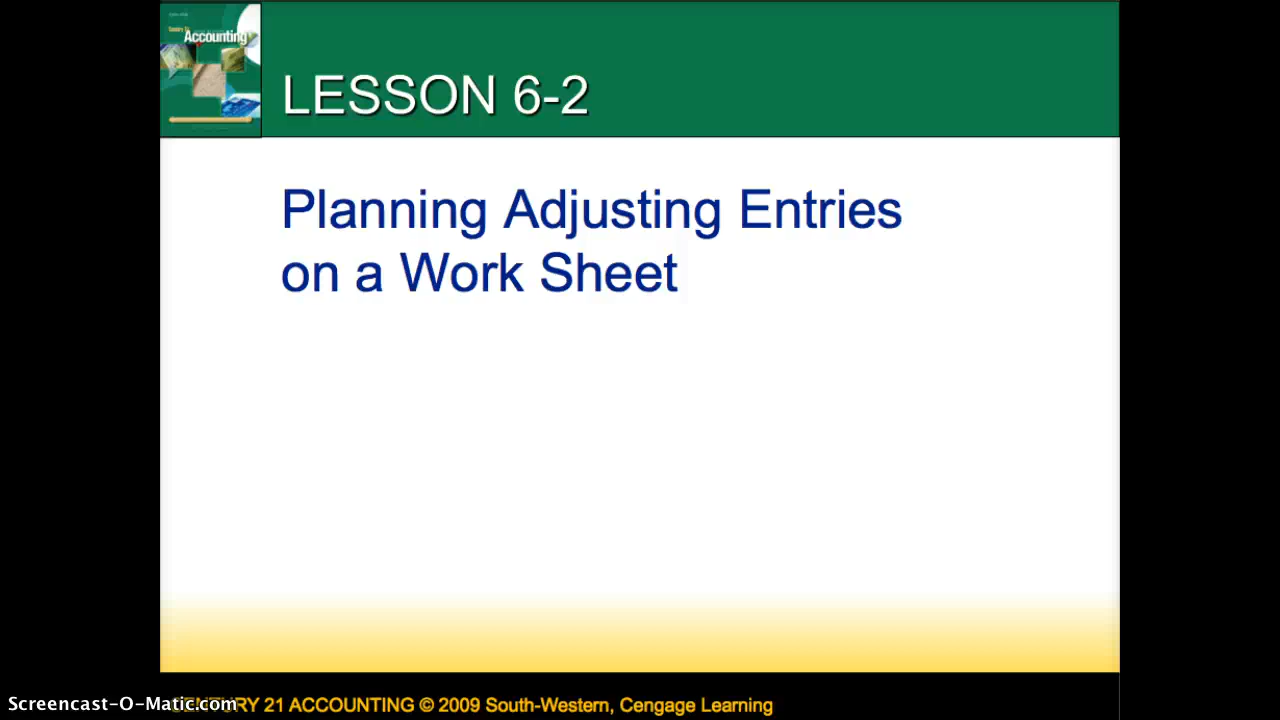 Accounting
LESSON 6-2
Planning Adjusting Entries
on a Work Sheet
Screencast-O-Matic.com
CENTURY 21 ACCOUNTING © 2009 South-Western, Cengage Learning